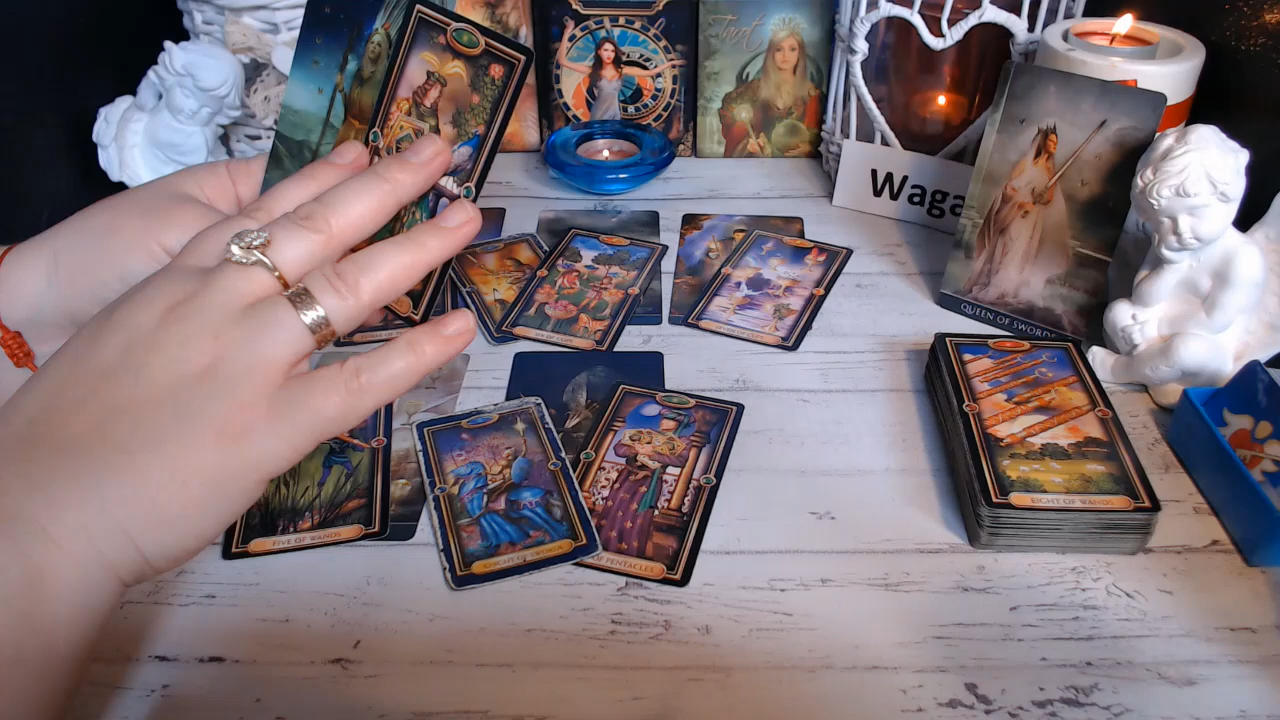 Tarot
Waga
QUEEN OF SWORDS
SIX OF CUPS
SEVEN OF CUPS
EIGHT OF WANDS
FIVE OF WANDS
KNIGHT OF SWORDS
OF PENTACLES